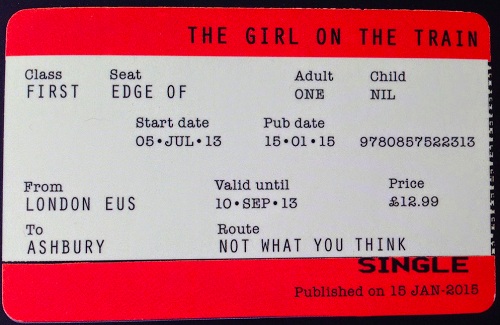 THE GIRL ON THE TRAIN
Class Seat Adult Child
FIRST EDGE OF ONE NIL
Start date Pub date
05•JUL•13 15•01•15 9780857522313
From Valid until Price
LONDON EUS 10•SEP•13 £12.99
To Route
ASHBURY NOT WHAT YOU THINK
SINGLE
Published on 15 JAN-2015